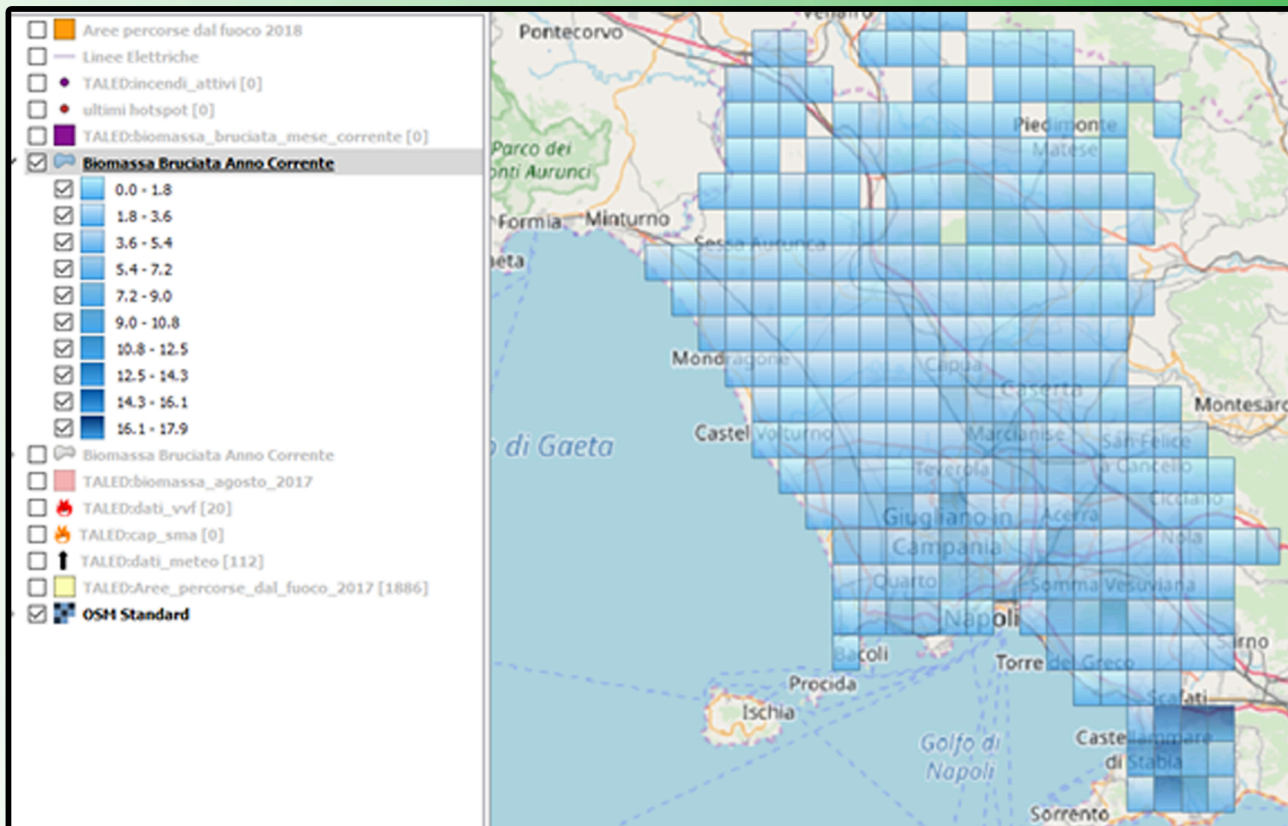 Aree percorse dal fuoco 2018
Linee Elettriche
TALED:incendi_attivi [0]
ultimi hotspot [0]
TALED:biomassa_bruciata_mese_corrente [0]
Biomassa Bruciata Anno Corrente
0.0 - 1.8
1.8 - 3.6
3.6 - 5.4
5.4 - 7.2
7.2 - 9.0
9.0 - 10.8
10.8 - 12.5
12.5 - 14.3
14.3 - 16.1
16.1 - 17.9
Biomassa Bruciata Anno Corrente
TALED:biomassa_agosto_2017
TALED:dati_vvf [20]
TALED:cap_sma [0]
TALED:dati_meteo [112]
TALED:Aree_percorse_dal_fuoco_2017 [1886]
OSM Standard
Venafro
Pontecorvo
Piedimonte
Matese
Parco dei
onti Aurunci
Formia
Minturno
Sessa Aurunca
aeta
Mondragone
Capua
Caserta
Montesarc
Castel Volturno
Marcianise
San Felice
a Cancello
o di Gaeta
Teverola
Cicciano
Giugliano in
Campania
Acerra
Nola
Quarto
Somma Vesuviana
Napoli
Sarno
Bacoli
Torre del Greco
Procida
Scafati
Ischia
Castellammare
di Stabia
Golfo di
Napoli
Sorrento